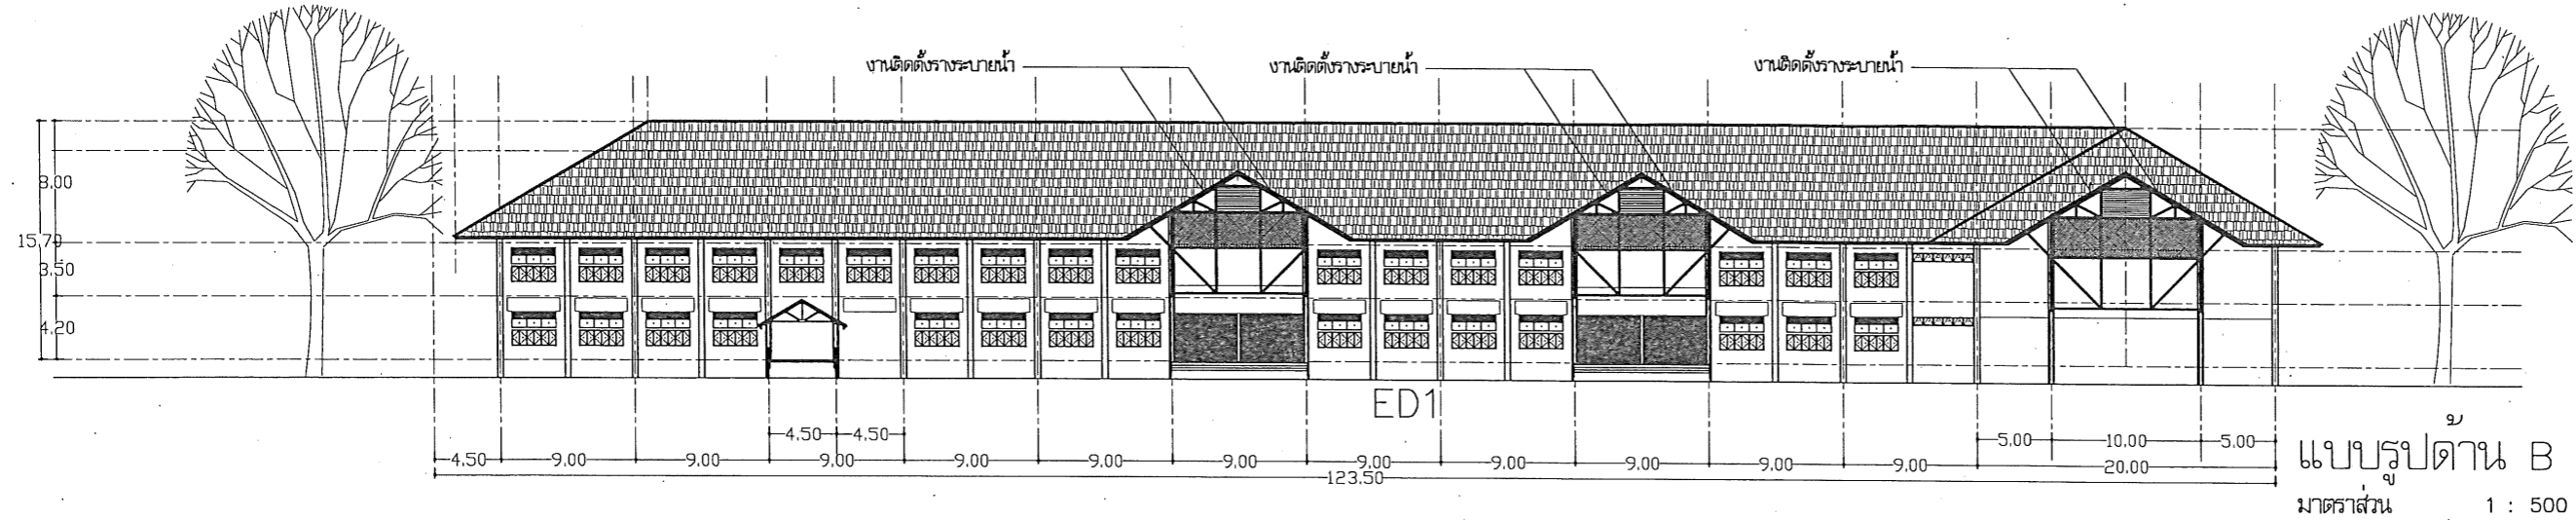 งานติดตั้งรางระบายน้ำ
งานติดตั้งรางระบายน้ำ
งานติดตั้งรางระบายน้ำ
8.00
15.70
3.50
4.20
ED1
4.50 4.50
5.00 10.00 5.00
4.50 9.00 9.00 9.00 9.00 9.00 9.00 9.00 9.00 9.00 9.00 9.00 20.00
123.50
แบบรูปด้าน B
มาตราส่วน 1 : 500